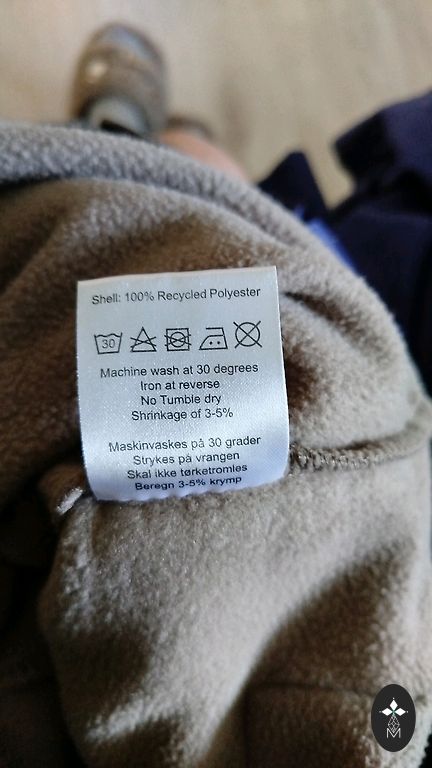 Shell: 100% Recycled Polyester
30
Machine wash at 30 degrees
Iron at reverse
No Tumble dry
Shrinkage of 3-5%
Maskinvaskes på 30 grader
Strykes på vrangen
Skal ikke tørketromles
Beregn 3-5% krymp
M